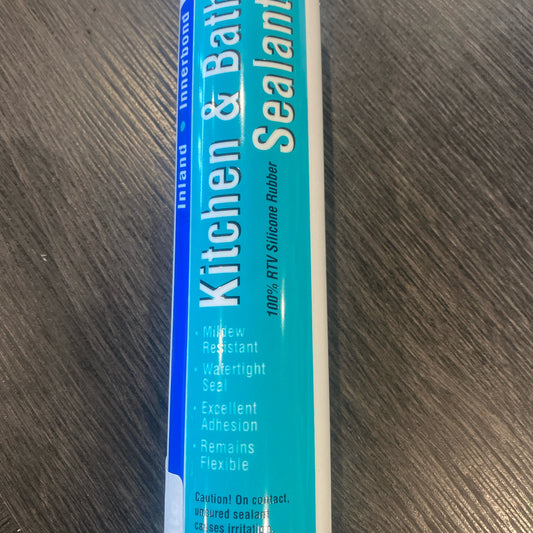 Inland • Innerbond
Kitchen & Bath
Sealant
100% RTV Silicone Rubber
• Mildew
Resistant
• Watertight
Seal
• Excellent
Adhesion
• Remains
Flexible
Caution! On contact,
uncured sealant
causes irritation.